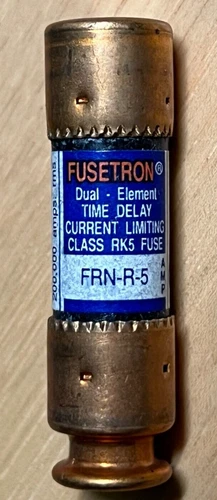 FUSETRON®
Dual - Element
TIME DELAY
CURRENT LIMITING
CLASS RK5 FUSE
FRN-R-5
AMP
200,000 amps. rms